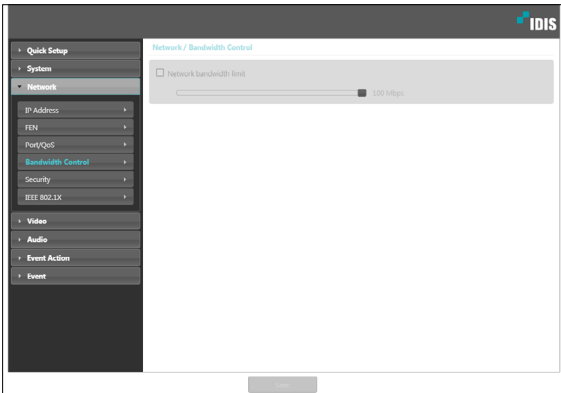 IDIS
Quick Setup
System
Network
IP Address
FEN
Port/QoS
Bandwidth Control
Security
IEEE 802.1X
Video
Audio
Event Action
Event
Network / Bandwidth Control
Network bandwidth limit
100 Mbps